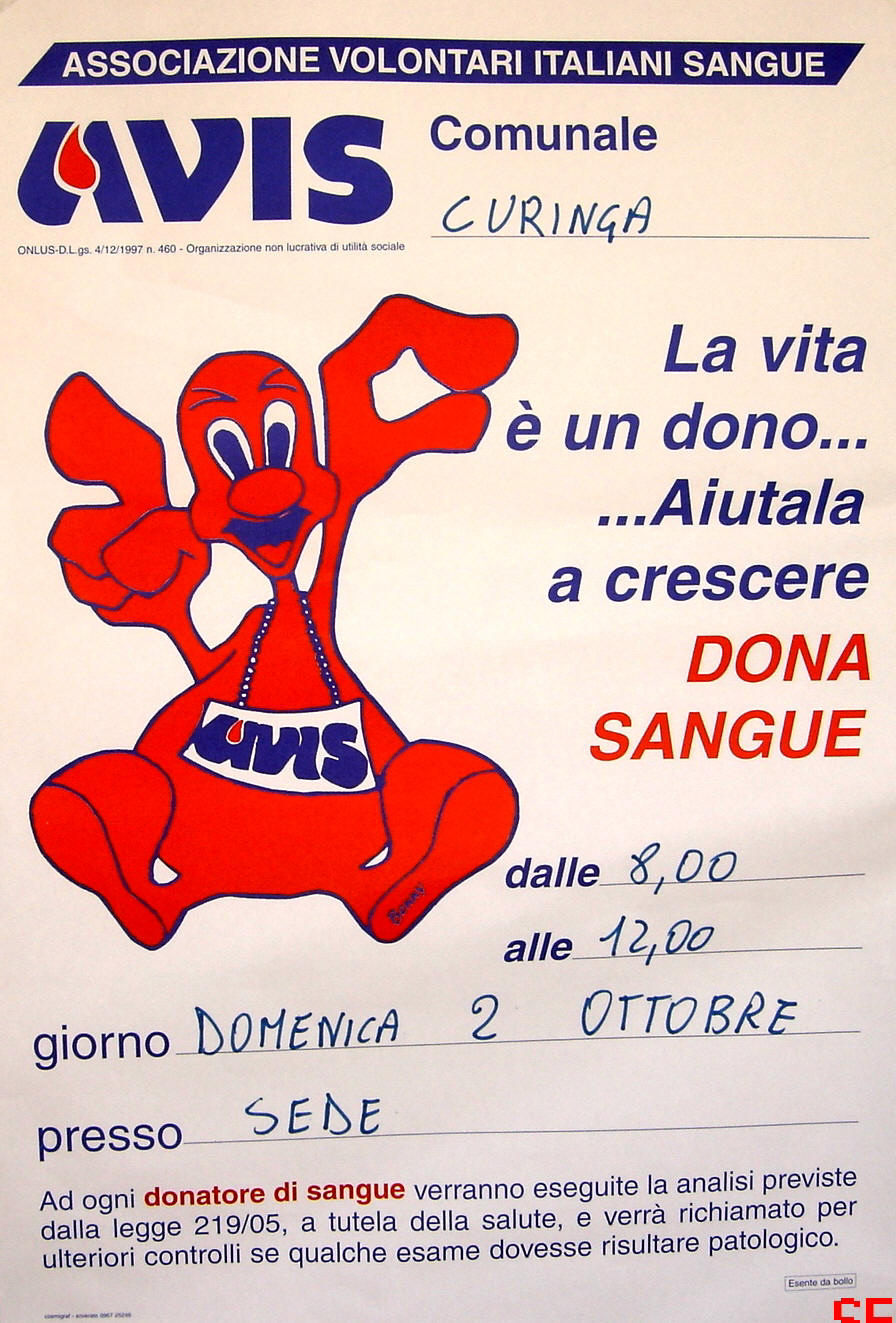 ASSOCIAZIONE VOLONTARI ITALIANI SANGUE
AVIS
Comunale
CURINGA
ONLUS-D.L.gs. 4/12/1997 n. 460 - Organizzazione non lucrativa di utilità sociale
La vita
è un dono...
...Aiutala
a crescere
DONA
SANGUE
AVIS
dalle 8,00
alle 12,00
giorno DOMENICA 2 OTTOBRE
presso SEDE
Ad ogni donatore di sangue verranno eseguite la analisi previste
dalla legge 219/05, a tutela della salute, e verrà richiamato per
ulteriori controlli se qualche esame dovesse risultare patologico.
Esente da bollo
CC